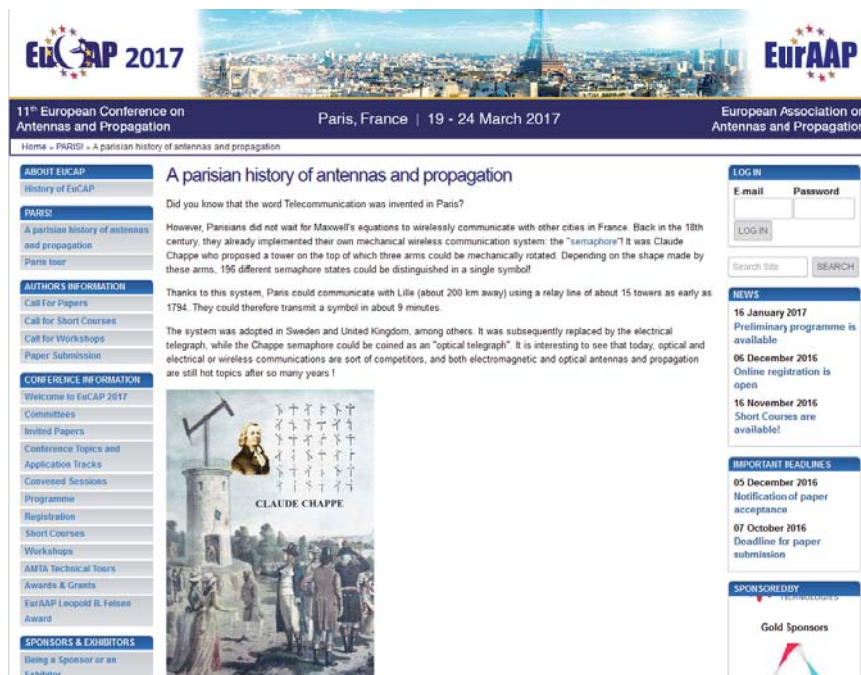 EuCAP 2017
EurAAP
11th European Conference on
Antennas and Propagation
Paris, France | 19 - 24 March 2017
European Association on
Antennas and Propagation
Home » PARIS! » A parisian history of antennas and propagation
ABOUT EUCAP
History of EuCAP
PARIS!
A parisian history of antennas
and propagation
Paris tour
AUTHORS INFORMATION
Call For Papers
Call for Short Courses
Call for Workshops
Paper Submission
CONFERENCE INFORMATION
Welcome to EuCAP 2017
Committees
Invited Papers
Conference Topics and
Application Tracks
Convened Sessions
Programme
Registration
Short Courses
Workshops
AMTA Technical Tours
Awards & Grants
EurAAP Leopold B. Felsen
Award
SPONSORS & EXHIBITORS
Being a Sponsor or an
Exhibitor
A parisian history of antennas and propagation
Did you know that the word Telecommunication was invented in Paris?
However, Parisians did not wait for Maxwell's equations to wirelessly communicate with other cities in France. Back in the 18th
century, they already implemented their own mechanical wireless communication system: the "semaphore"! It was Claude
Chappe who proposed a tower on the top of which three arms could be mechanically rotated. Depending on the shape made by
these arms, 196 different semaphore states could be distinguished in a single symbol!
Thanks to this system, Paris could communicate with Lille (about 200 km away) using a relay line of about 15 towers as early as
1794. They could therefore transmit a symbol in about 9 minutes.
The system was adopted in Sweden and United Kingdom, among others. It was subsequently replaced by the electrical
telegraph, while the Chappe semaphore could be coined as an "optical telegraph". It is interesting to see that today, optical and
electrical or wireless communications are sort of competitors, and both electromagnetic and optical antennas and propagation
are still hot topics after so many years !
CLAUDE CHAPPE
LOG IN
E-mail Password
LOG IN
Search Site SEARCH
NEWS
16 January 2017
Preliminary programme is
available
06 December 2016
Online registration is
open
16 November 2016
Short Courses are
available!
IMPORTANT DEADLINES
05 December 2016
Notification of paper
acceptance
07 October 2016
Deadline for paper
submission
SPONSORED BY
TECHNOLOGIES
Gold Sponsors